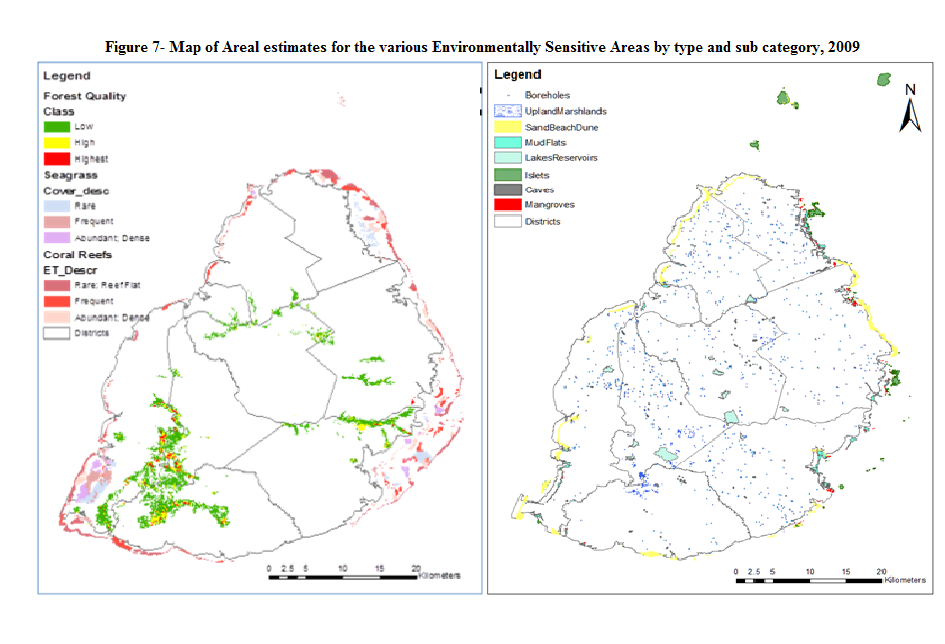 Figure 7- Map of Areal estimates for the various Environmentally Sensitive Areas by type and sub category, 2009
Legend
Forest Quality
Class
Low
High
Highest
Seagrass
Cover_desc
Rare
Frequent
Abundant; Dense
Coral Reefs
ET_Descr
Rare; ReefFlat
Frequent
Abundant; Dense
Districts
0 2.5 5 10 15 20
Kilometers
Legend
Boreholes
UplandMarshlands
SandBeachDune
MudFlats
LakesReservoirs
Islets
Caves
Mangroves
Districts
N
0 2.5 5 10 15 20
Kilometers